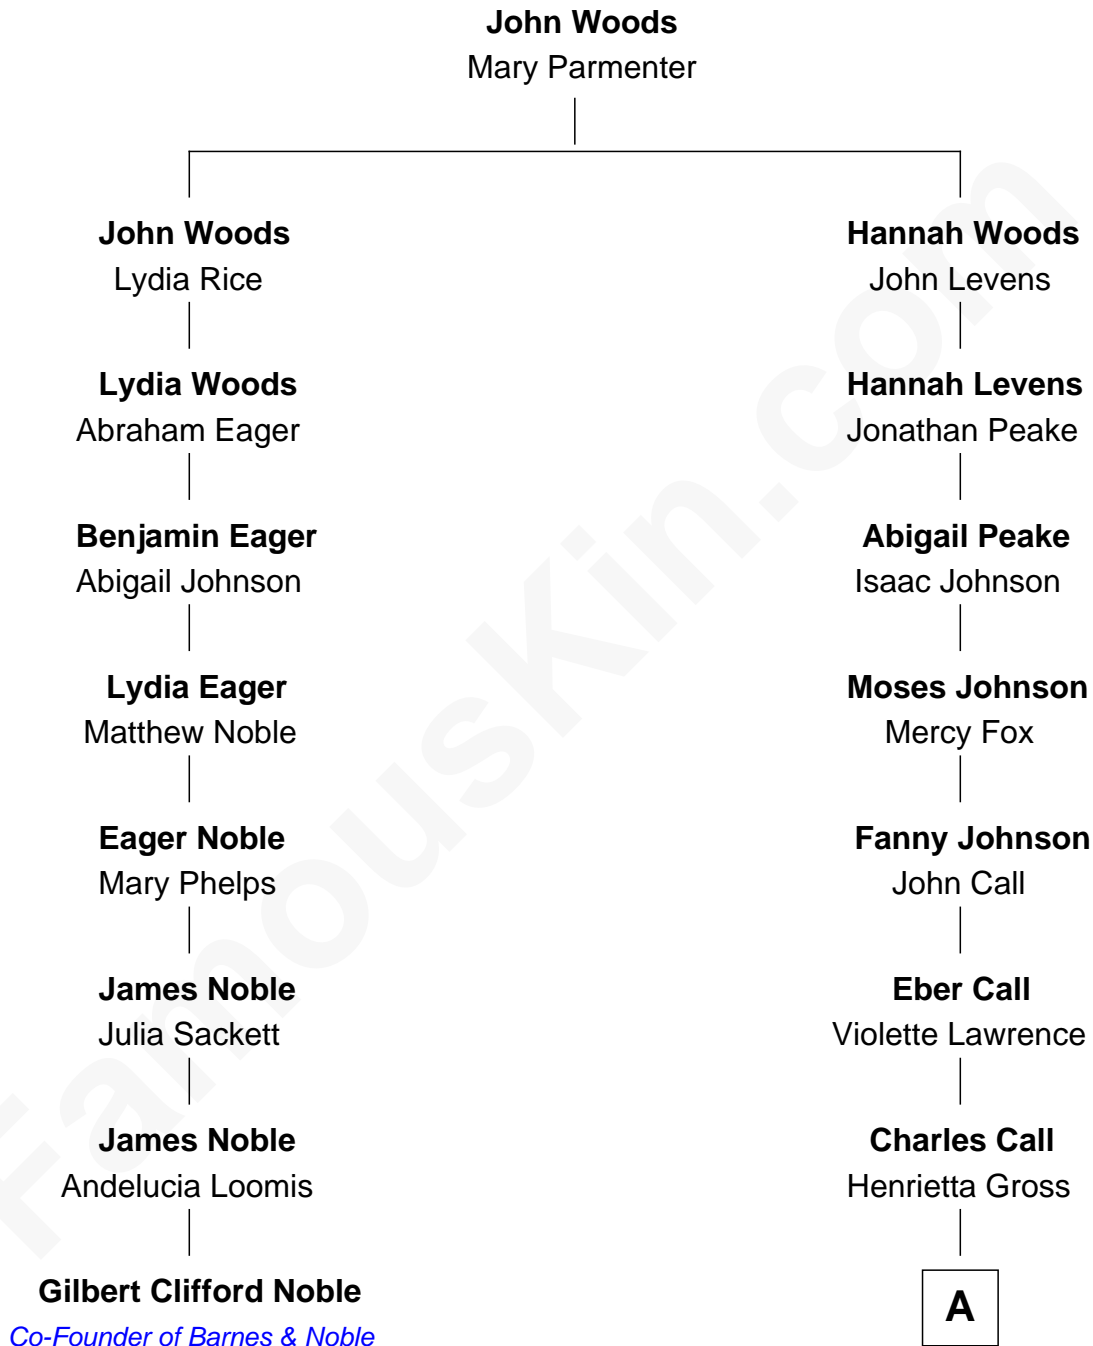 John Woods
Mary Parmenter
John Woods
Lydia Rice
Hannah Woods
John Levens
Lydia Woods
Abraham Eager
Hannah Levens
Jonathan Peake
Benjamin Eager
Abigail Johnson
Abigail Peake
Isaac Johnson
Lydia Eager
Matthew Noble
Moses Johnson
Mercy Fox
Eager Noble
Mary Phelps
Fanny Johnson
John Call
James Noble
Julia Sackett
Eber Call
Violette Lawrence
James Noble
Andelucia Loomis
Charles Call
Henrietta Gross
Gilbert Clifford Noble
Co-Founder of Barnes & Noble
A
FamousKin.com